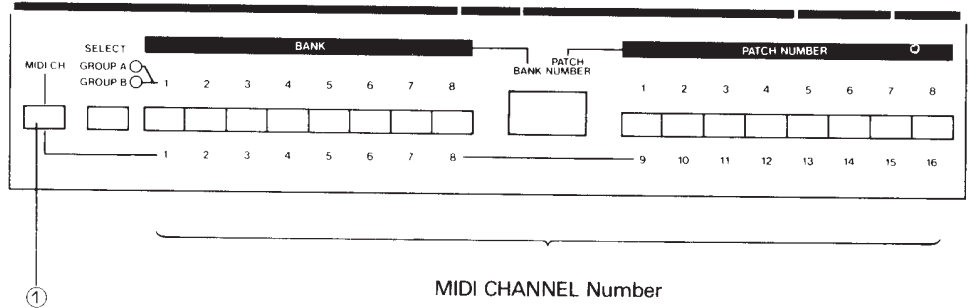 BANK
PATCH NUMBER
SELECT
MIDI CH
GROUP A
GROUP B
PATCH
BANK NUMBER
1 2 3 4 5 6 7 8
1 2 3 4 5 6 7 8
1 2 3 4 5 6 7 8
9 10 11 12 13 14 15 16
1
MIDI CHANNEL Number